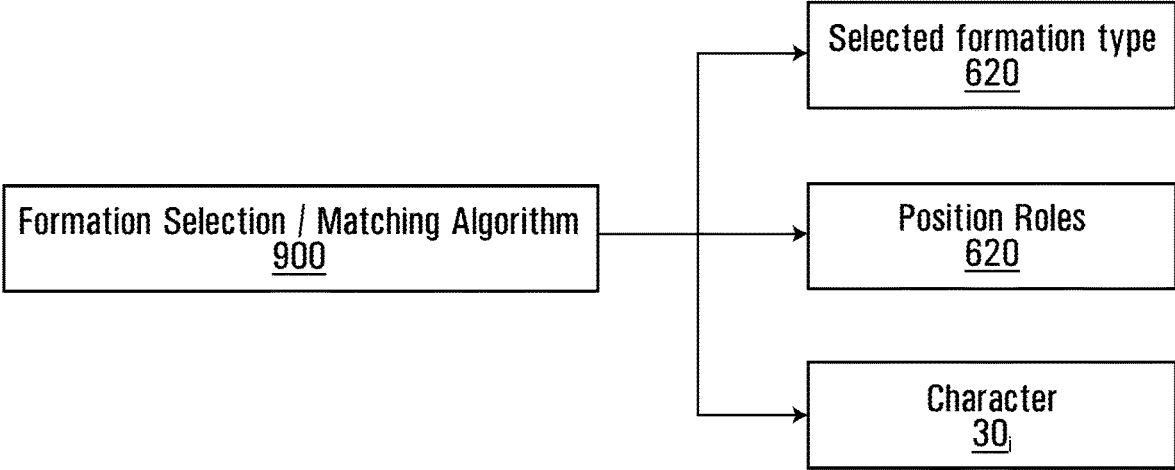 Selected formation type
620
Formation Selection / Matching Algorithm
900
Position Roles
620
Character
30i